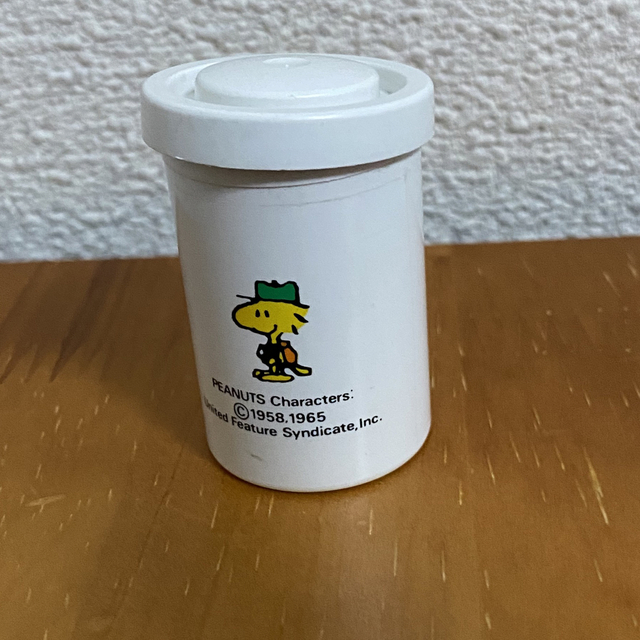 PEANUTS Characters:
©1958,1965
United Feature Syndicate,Inc.